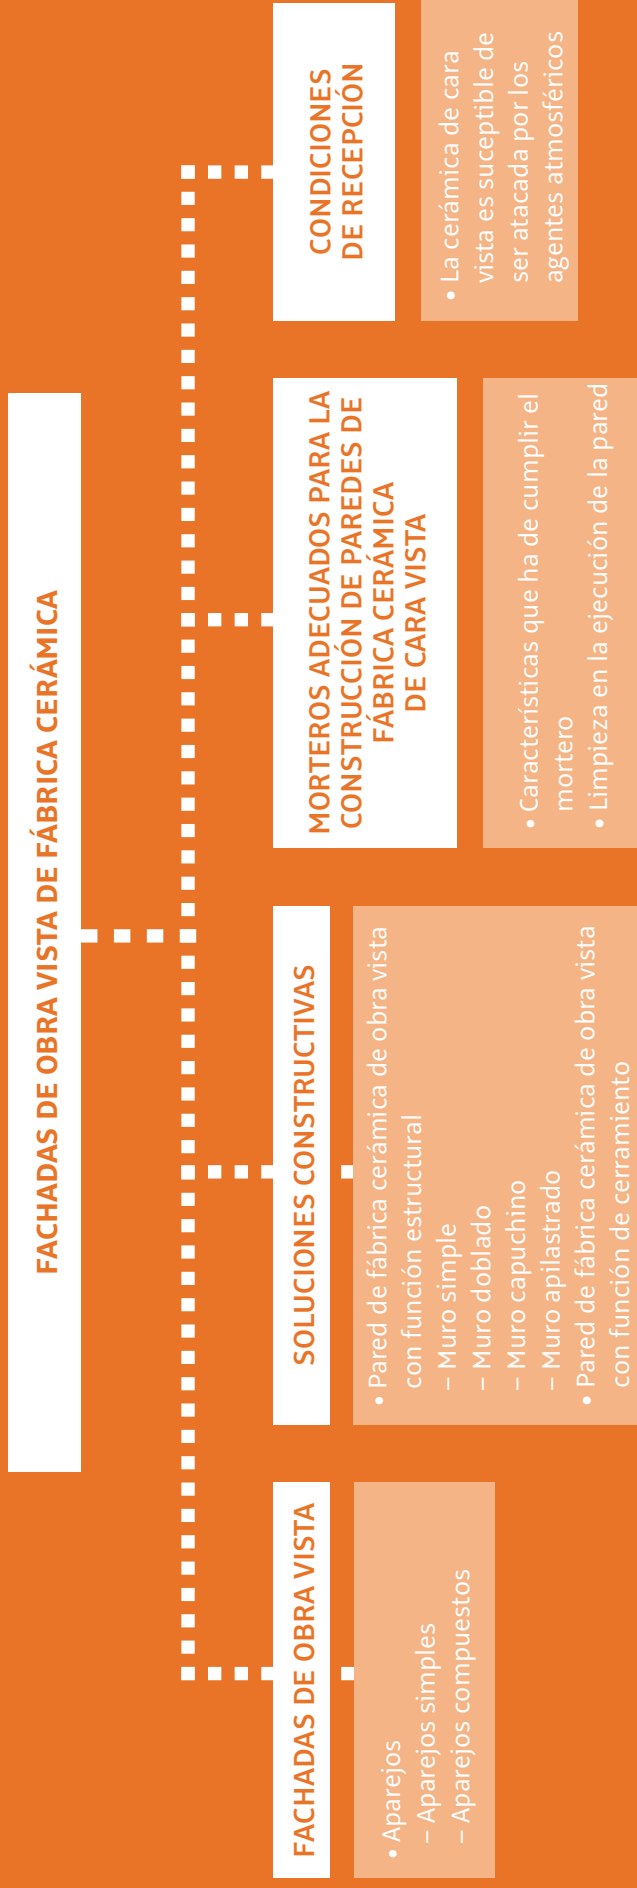 FACHADAS DE OBRA VISTA DE FÁBRICA CERÁMICA
FACHADAS DE OBRA VISTA
• Aparejos
– Aparejos simples
– Aparejos compuestos
SOLUCIONES CONSTRUCTIVAS
• Pared de fábrica cerámica de obra vista
con función estructural
– Muro simple
– Muro doblado
– Muro capuchino
– Muro apilastrado
• Pared de fábrica cerámica de obra vista
con función de cerramiento
MORTEROS ADECUADOS PARA LA
CONSTRUCCIÓN DE PAREDES DE
FÁBRICA CERÁMICA
DE CARA VISTA
• Características que ha de cumplir el
mortero
• Limpieza en la ejecución de la pared
CONDICIONES
DE RECEPCIÓN
• La cerámica de cara
vista es suceptible de
ser atacada por los
agentes atmosféricos